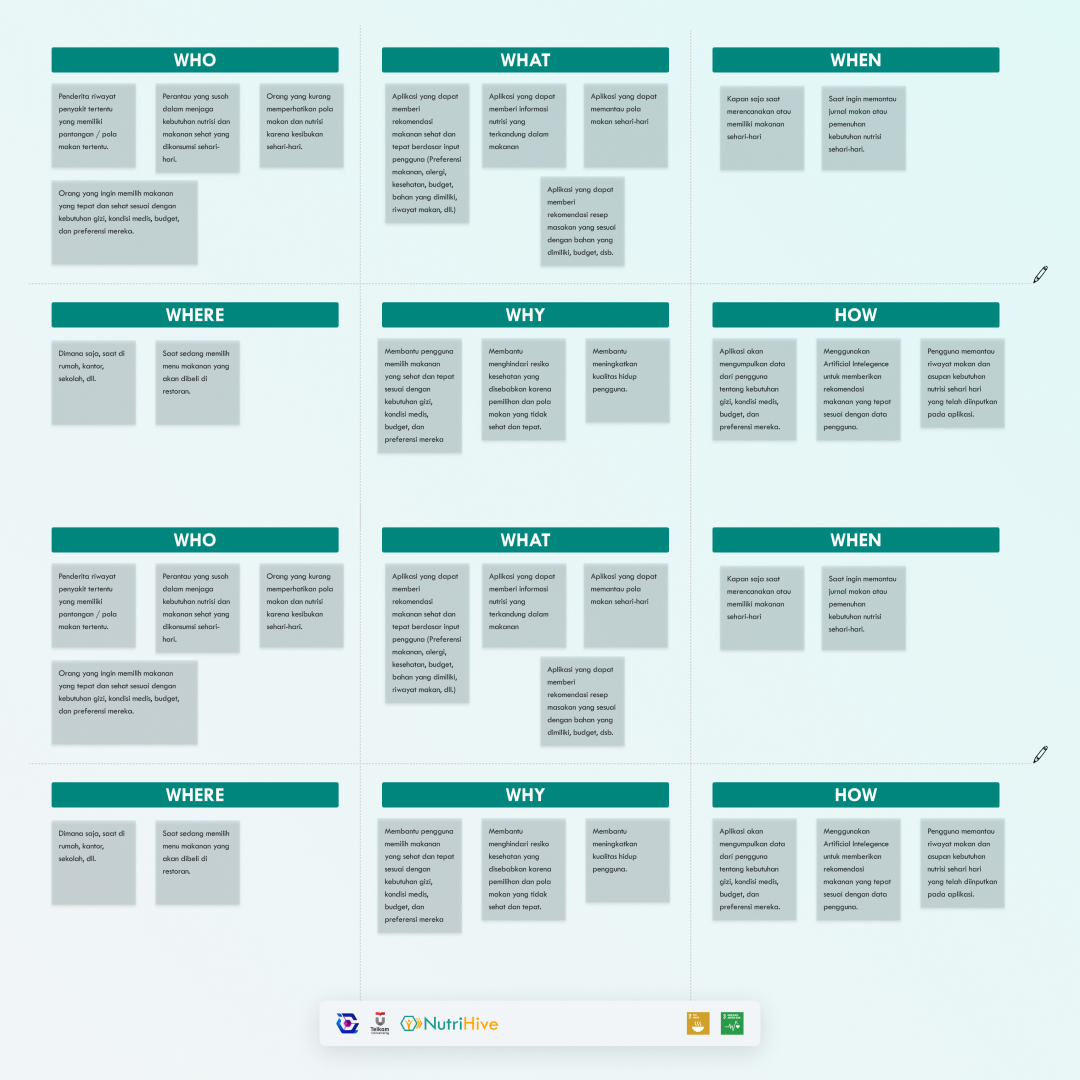 WHO
Penderita riwayat
penyakit tertentu
yang memiliki
pantangan / pola
makan tertentu.
Perantau yang susah
dalam menjaga
kebutuhan nutrisi dan
makanan sehat yang
dikonsumsi sehari-
hari.
Orang yang kurang
memperhatikan pola
makan dan nutrisi
karena kesibukan
sehari-hari.
Orang yang ingin memilih makanan
yang tepat dan sehat sesuai dengan
kebutuhan gizi, kondisi medis, budget,
dan preferensi mereka.
WHAT
Aplikasi yang dapat
memberi
rekomendasi
makanan sehat dan
tepat berdasar input
pengguna (Preferensi
makanan, alergi,
kesehatan, budget,
bahan yang dimiliki,
riwayat makan, dll.)
Aplikasi yang dapat
memberi informasi
nutrisi yang
terkandung dalam
makanan
Aplikasi yang dapat
memantau pola
makan sehari-hari
Aplikasi yang dapat
memberi
rekomendasi resep
masakan yang sesuai
dengan bahan yang
dimiliki, budget, dsb.
WHEN
Kapan saja saat
merencanakan atau
memiliki makanan
sehari-hari
Saat ingin memantau
jurnal makan atau
pemenuhan
kebutuhan nutrisi
sehari-hari.
WHERE
Dimana saja, saat di
rumah, kantor,
sekolah, dll.
Saat sedang memilih
menu makanan yang
akan dibeli di
restoran.
WHY
Membantu pengguna
memilih makanan
yang sehat dan tepat
sesuai dengan
kebutuhan gizi,
kondisi medis,
budget, dan
preferensi mereka
Membantu
menghindari resiko
kesehatan yang
disebabkan karena
pemilihan dan pola
makan yang tidak
sehat dan tepat.
Membantu
meningkatkan
kualitas hidup
pengguna.
HOW
Aplikasi akan
mengumpulkan data
dari pengguna
tentang kebutuhan
gizi, kondisi medis,
budget, dan
preferensi mereka.
Menggunakan
Artificial Intelegence
untuk memberikan
rekomendasi
makanan yang tepat
sesuai dengan data
pengguna.
Pengguna memantau
riwayat makan dan
asupan kebutuhan
nutrisi sehari hari
yang telah diinputkan
pada aplikasi.
WHO
Penderita riwayat
penyakit tertentu
yang memiliki
pantangan / pola
makan tertentu.
Perantau yang susah
dalam menjaga
kebutuhan nutrisi dan
makanan sehat yang
dikonsumsi sehari-
hari.
Orang yang kurang
memperhatikan pola
makan dan nutrisi
karena kesibukan
sehari-hari.
Orang yang ingin memilih makanan
yang tepat dan sehat sesuai dengan
kebutuhan gizi, kondisi medis, budget,
dan preferensi mereka.
WHAT
Aplikasi yang dapat
memberi
rekomendasi
makanan sehat dan
tepat berdasar input
pengguna (Preferensi
makanan, alergi,
kesehatan, budget,
bahan yang dimiliki,
riwayat makan, dll.)
Aplikasi yang dapat
memberi informasi
nutrisi yang
terkandung dalam
makanan
Aplikasi yang dapat
memantau pola
makan sehari-hari
Aplikasi yang dapat
memberi
rekomendasi resep
masakan yang sesuai
dengan bahan yang
dimiliki, budget, dsb.
WHEN
Kapan saja saat
merencanakan atau
memiliki makanan
sehari-hari
Saat ingin memantau
jurnal makan atau
pemenuhan
kebutuhan nutrisi
sehari-hari.
WHERE
Dimana saja, saat di
rumah, kantor,
sekolah, dll.
Saat sedang memilih
menu makanan yang
akan dibeli di
restoran.
WHY
Membantu pengguna
memilih makanan
yang sehat dan tepat
sesuai dengan
kebutuhan gizi,
kondisi medis,
budget, dan
preferensi mereka
Membantu
menghindari resiko
kesehatan yang
disebabkan karena
pemilihan dan pola
makan yang tidak
sehat dan tepat.
Membantu
meningkatkan
kualitas hidup
pengguna.
HOW
Aplikasi akan
mengumpulkan data
dari pengguna
tentang kebutuhan
gizi, kondisi medis,
budget, dan
preferensi mereka.
Menggunakan
Artificial Intelegence
untuk memberikan
rekomendasi
makanan yang tepat
sesuai dengan data
pengguna.
Pengguna memantau
riwayat makan dan
asupan kebutuhan
nutrisi sehari hari
yang telah diinputkan
pada aplikasi.
Telkom
University
NutriHive